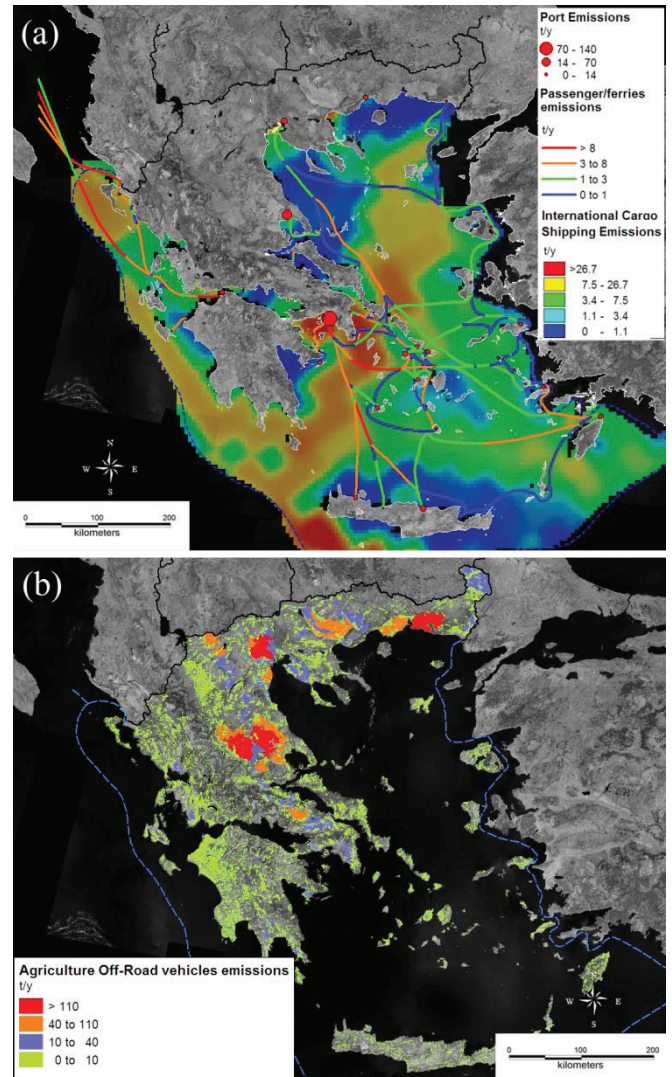 (a)
Port Emissions
t/y
70 - 140
14 - 70
0 - 14
Passenger/ferries
emissions
t/y
> 8
3 to 8
1 to 3
0 to 1
International Cargo
Shipping Emissions
t/y
>26.7
7.5 - 26.7
3.4 - 7.5
1.1 - 3.4
0 - 1.1
N
W E
S
0 100 200
kilometers
(b)
Agriculture Off-Road vehicles emissions
t/y
> 110
40 to 110
10 to 40
0 to 10
N
W E
S
0 100 200
kilometers